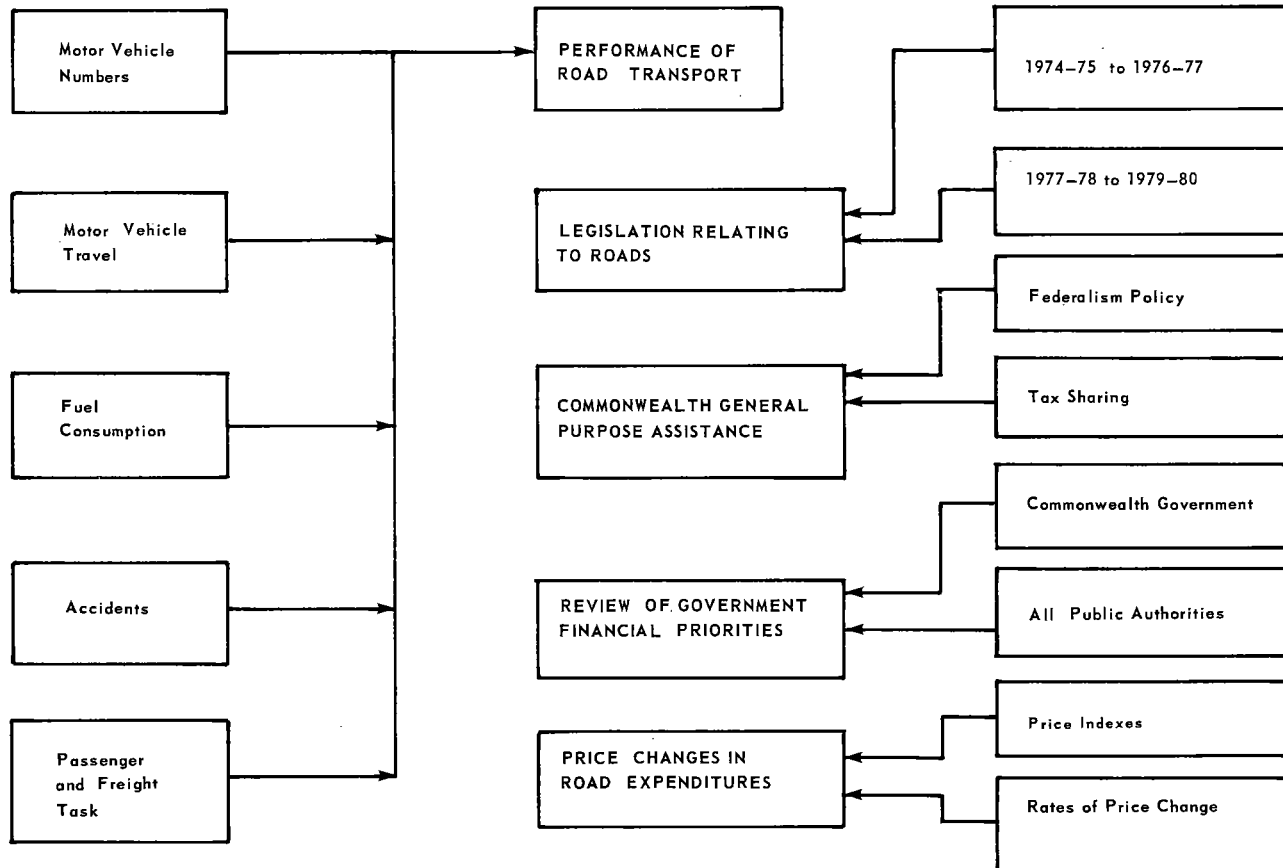 Motor Vehicle
Numbers
Motor Vehicle
Travel
Fuel
Consumption
Accidents
Passenger
and Freight
Task
PERFORMANCE OF
ROAD TRANSPORT
LEGISLATION RELATING
TO ROADS
COMMONWEALTH GENERAL
PURPOSE ASSISTANCE
REVIEW OF GOVERNMENT
FINANCIAL PRIORITIES
PRICE CHANGES IN
ROAD EXPENDITURES
1974–75 to 1976–77
1977–78 to 1979–80
Federalism Policy
Tax Sharing
Commonwealth Government
All Public Authorities
Price Indexes
Rates of Price Change